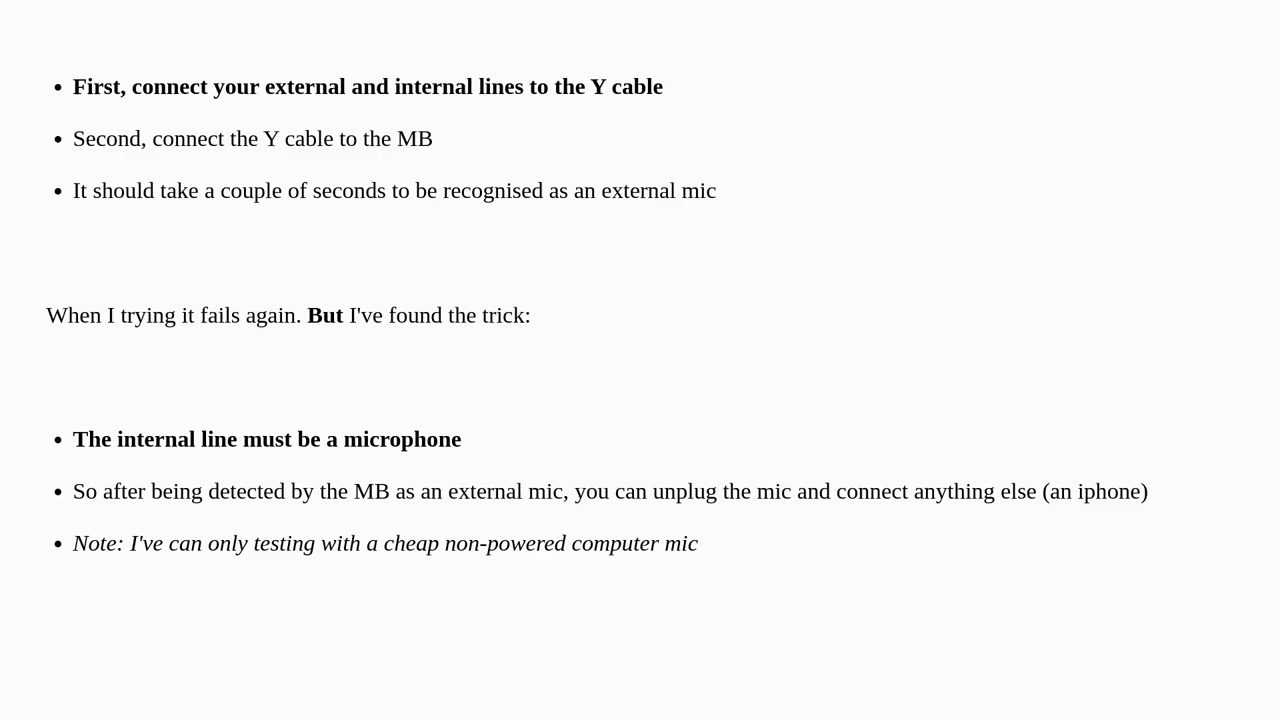 First, connect your external and internal lines to the Y cable
Second, connect the Y cable to the MB
It should take a couple of seconds to be recognised as an external mic
When I trying it fails again. But I've found the trick:
The internal line must be a microphone
So after being detected by the MB as an external mic, you can unplug the mic and connect anything else (an iphone)
Note: I've can only testing with a cheap non-powered computer mic